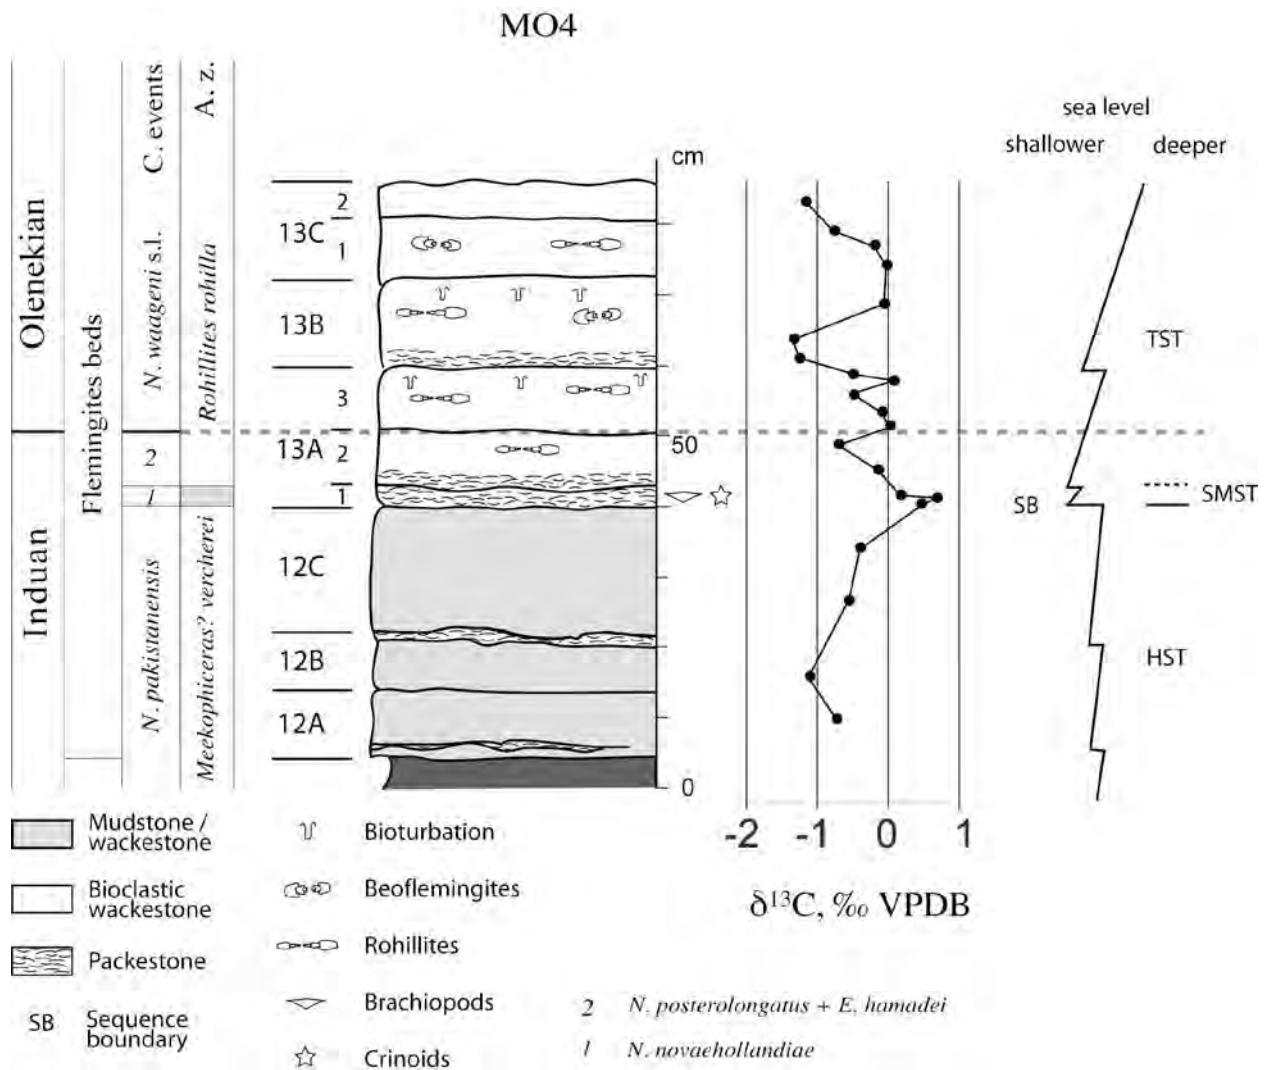 MO4
Olenekian
Induan
Flemingites beds
C. events
N. waageni s.l.
2
1
N. pakistanensis
A. z.
Rohillites rohilla
Meekophiceras? vercherei
13C
2
1
13B
13A
3
2
1
12C
12B
12A
cm
50
0
-2 -1 0 1
δ¹³C, ‰ VPDB
sea level
shallower deeper
TST
SB
SMST
HST
Mudstone /
wackestone
Bioclastic
wackestone
Packestone
SB Sequence
boundary
Bioturbation
Beoflemingites
Rohillites
Brachiopods
Crinoids
2 N. posterolongatus + E. hamadei
1 N. novaehollandiae